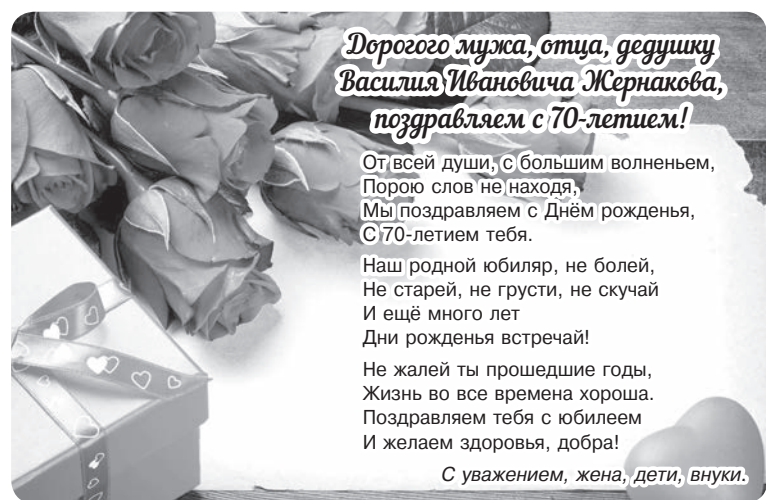 Дорогого мужа, отца, дедушку
Василия Ивановича Жернакова,
поздравляем с 70-летием!
От всей души, с большим волненьем,
Порою слов не находя,
Мы поздравляем с Днём рожденья,
С 70-летием тебя.
Наш родной юбиляр, не болей,
Не старей, не грусти, не скучай
И ещё много лет
Дни рожденья встречай!
Не жалей ты прошедшие годы,
Жизнь во все времена хороша.
Поздравляем тебя с юбилеем
И желаем здоровья, добра!
С уважением, жена, дети, внуки.